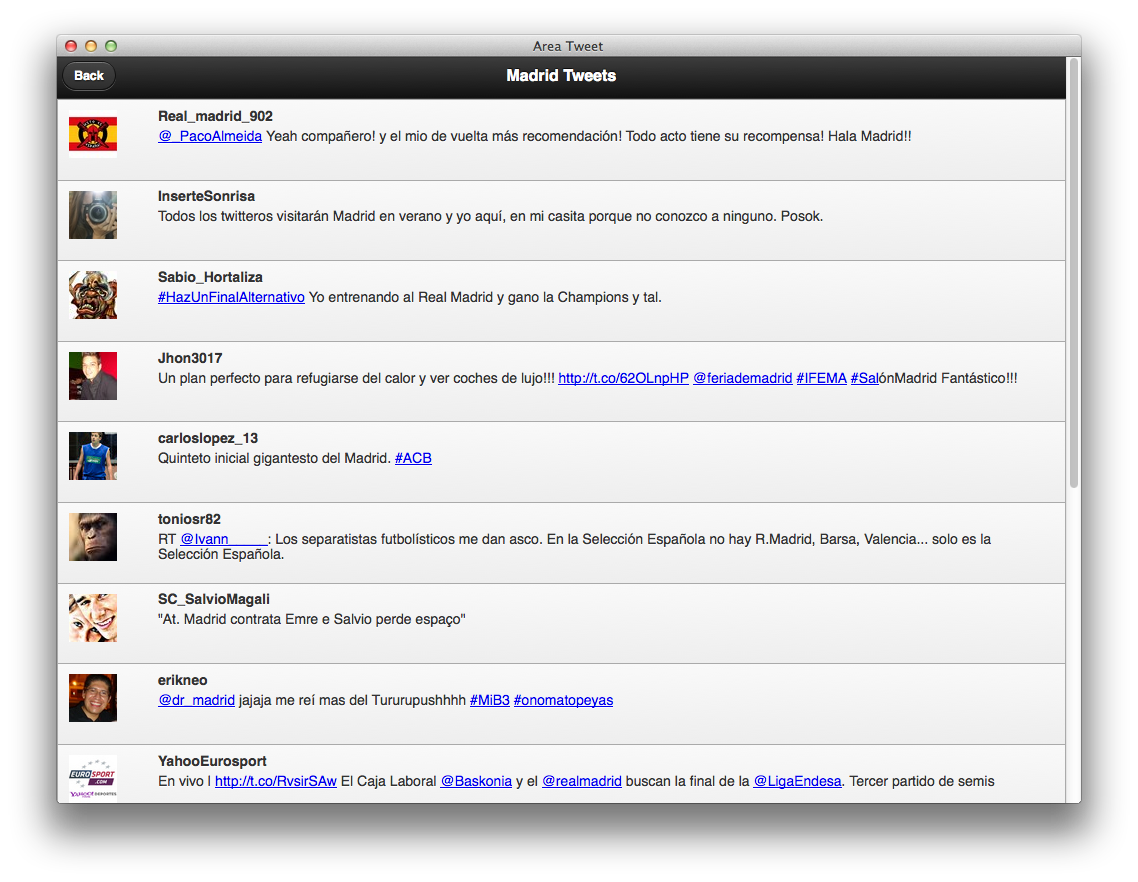 Area Tweet
Back
Madrid Tweets
Real_madrid_902
@_PacoAlmeida Yeah compañero! y el mio de vuelta más recomendación! Todo acto tiene su recompensa! Hala Madrid!!
InserteSonrisa
Todos los twitteros visitarán Madrid en verano y yo aquí, en mi casita porque no conozco a ninguno. Posok.
Sabio_Hortaliza
#HazUnFinalAlternativo Yo entrenando al Real Madrid y gano la Champions y tal.
Jhon3017
Un plan perfecto para refugiarse del calor y ver coches de lujo!!! http://t.co/62OLnpHP @feriademadrid #IFEMA #SalónMadrid Fantástico!!!
carloslopez_13
Quinteto inicial gigantesto del Madrid. #ACB
toniosr82
RT @Ivann_____: Los separatistas futbolísticos me dan asco. En la Selección Española no hay R.Madrid, Barsa, Valencia... solo es la
Selección Española.
SC_SalvioMagali
"At. Madrid contrata Emre e Salvio perde espaço"
erikneo
@dr_madrid jajaja me reí mas del Tururupushhhh #MiB3 #onomatopeyas
YahooEurosport
EUROSPORT
.COM
YAHOO! DEPORTES
En vivo l http://t.co/RvsirSAw El Caja Laboral @Baskonia y el @realmadrid buscan la final de la @LigaEndesa. Tercer partido de semis